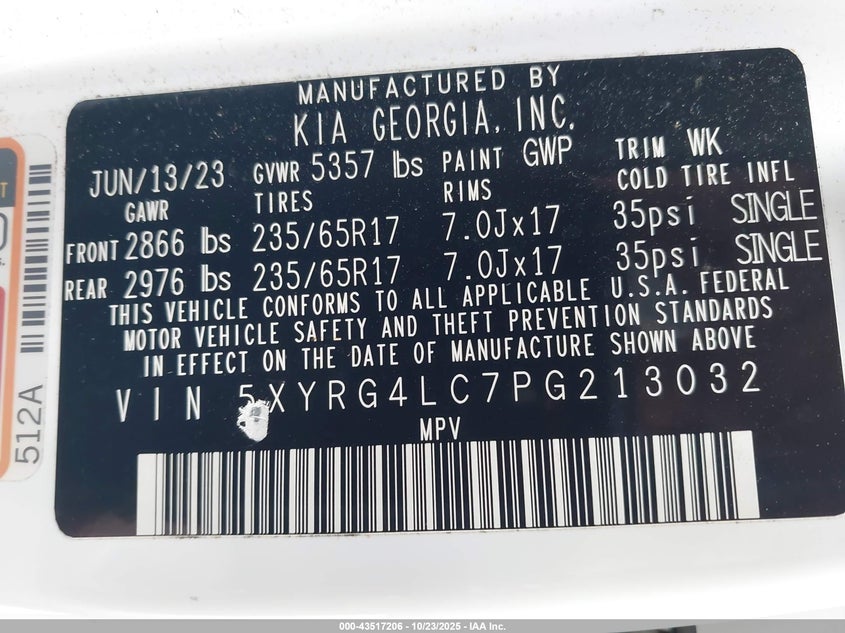 MANUFACTURED BY
KIA GEORGIA, INC.
JUN/13/23 GVWR 5357 lbs PAINT GWP TRIM WK
GAWR TIRES RIMS COLD TIRE INFL
FRONT 2866 lbs 235/65R17 7.0Jx17 35psi SINGLE
REAR 2976 lbs 235/65R17 7.0Jx17 35psi SINGLE
THIS VEHICLE CONFORMS TO ALL APPLICABLE U.S.A. FEDERAL
MOTOR VEHICLE SAFETY AND THEFT PREVENTION STANDARDS
IN EFFECT ON THE DATE OF MANUFACTURE SHOWN ABOVE
VIN 5XYRG4LC7PG213032
MPV
512A
000-43517206 - 10/23/2025 - IAA Inc.